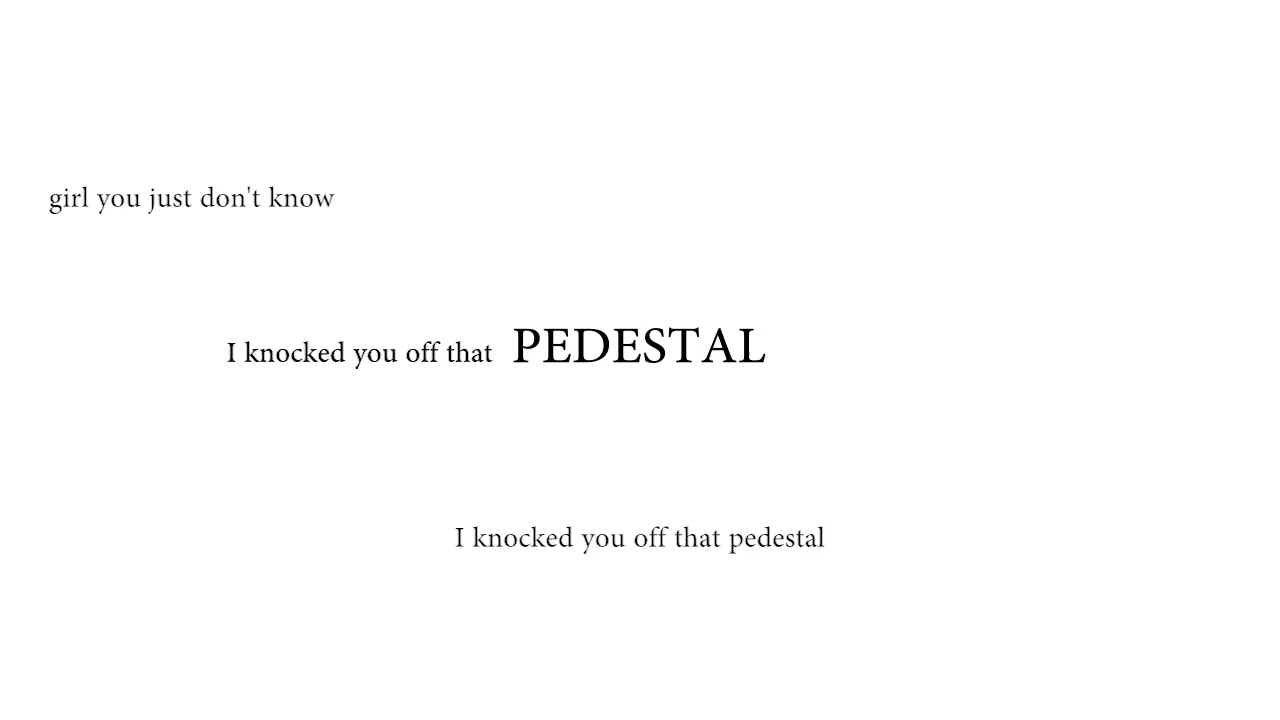 girl you just don't know
I knocked you off that PEDESTAL
I knocked you off that pedestal